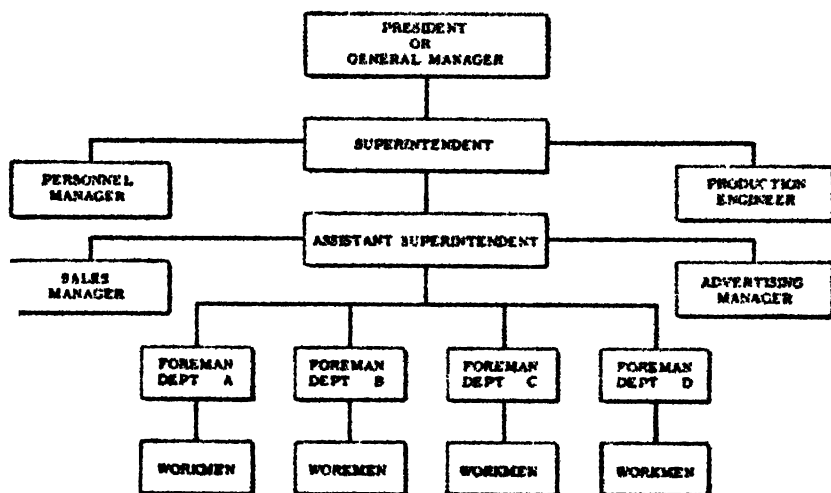 PRESIDENT
OR
GENERAL MANAGER
SUPERINTENDENT
PERSONNEL
MANAGER
PRODUCTION
ENGINEER
ASSISTANT SUPERINTENDENT
SALES
MANAGER
ADVERTISING
MANAGER
FOREMAN
DEPT A
FOREMAN
DEPT B
FOREMAN
DEPT C
FOREMAN
DEPT D
WORKMEN
WORKMEN
WORKMEN
WORKMEN